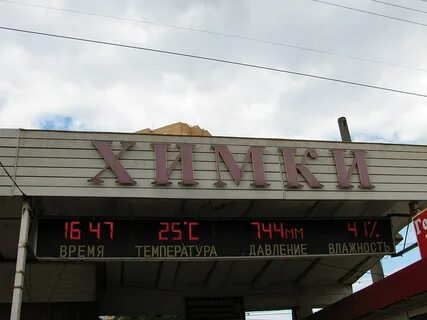 ХИМКИ
16 47 25°C 744мм 41%
ВРЕМЯ ТЕМПЕРАТУРА ДАВЛЕНИЕ ВЛАЖНОСТЬ